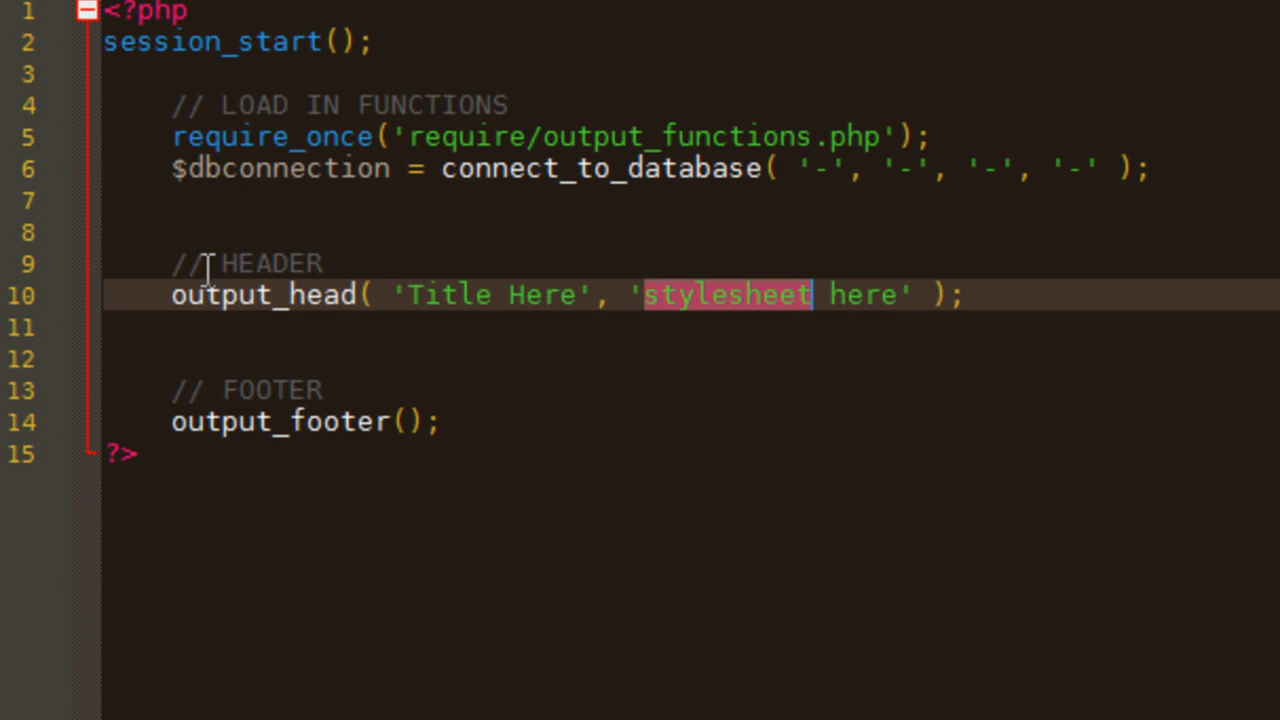 1 <?php
2 session_start();
3
4 // LOAD IN FUNCTIONS
5 require_once('require/output_functions.php');
6 $dbconnection = connect_to_database( '-', '-', '-', '-' );
7
8
9 // HEADER
10 output_head( 'Title Here', 'stylesheet here' );
11
12
13 // FOOTER
14 output_footer();
15 ?>